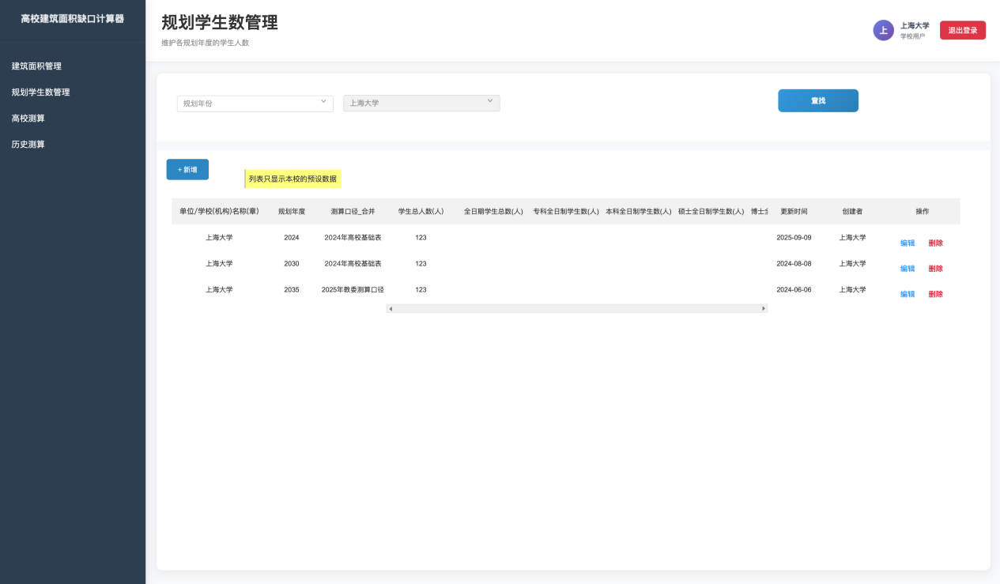 高校建筑面积缺口计算器
建筑面积管理
规划学生数管理
高校测算
历史测算
规划学生数管理
维护各规划年度的学生人数
上
上海大学
学校用户
退出登录
规划年份
上海大学
查找
+ 新增
列表只显示本校的预设数据
单位/学校(机构)名称(章) 规划年度 测算口径_合并 学生总人数(人) 全日期学生总数(人) 专科全日制学生数(人) 本科全日制学生数(人) 硕士全日制学生数(人) 博士 更新时间 创建者 操作
上海大学 2024 2024年高校基础表 123 2025-09-09 上海大学 编辑 删除
上海大学 2030 2024年高校基础表 123 2024-08-08 上海大学 编辑 删除
上海大学 2035 2025年教委测算口径 123 2024-06-06 上海大学 编辑 删除